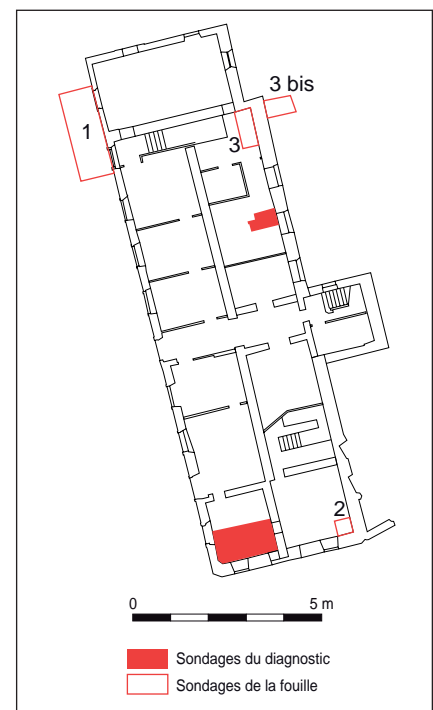 3 bis
1
3
2
0 5 m
Sondages du diagnostic
Sondages de la fouille